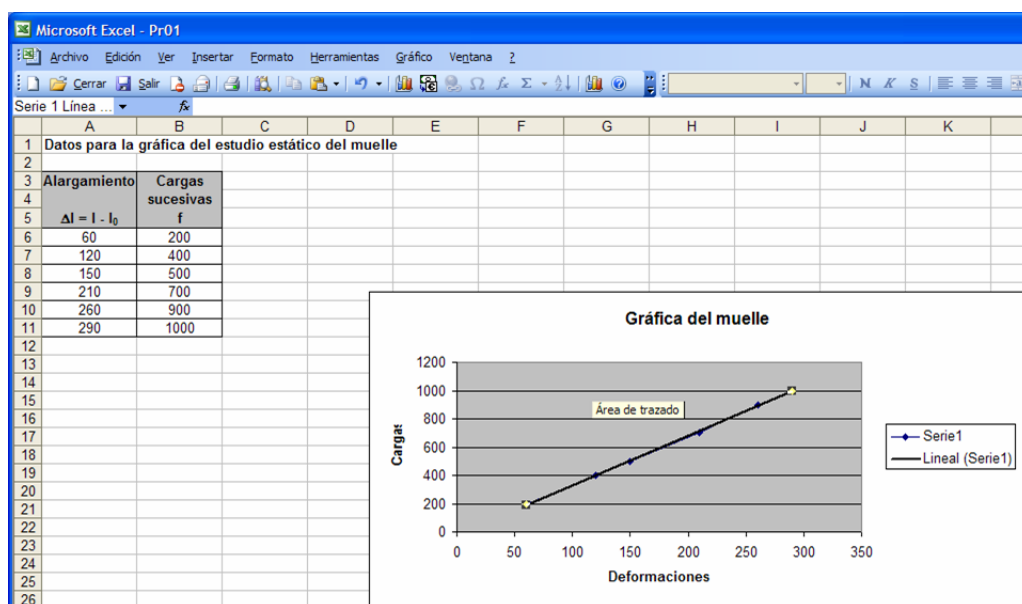 Microsoft Excel - Pr01
Archivo Edición Ver Insertar Formato Herramientas Gráfico Ventana ?
Cerrar Salir fx Σ N K S
Serie 1 Línea ... fx
A B C D E F G H I J K
1 Datos para la gráfica del estudio estático del muelle
2
3 Alargamiento Cargas
4 sucesivas
5 Δl = l - l₀ f
6 60 200
7 120 400
8 150 500
9 210 700
10 260 900
11 290 1000
12
13
14
15
16
17
18
19
20
21
22
23
24
25
26
Gráfica del muelle
1200
1000
800
600
400
200
0
Cargas
Área de trazado
0 50 100 150 200 250 300 350
Deformaciones
Serie1
Lineal (Serie1)